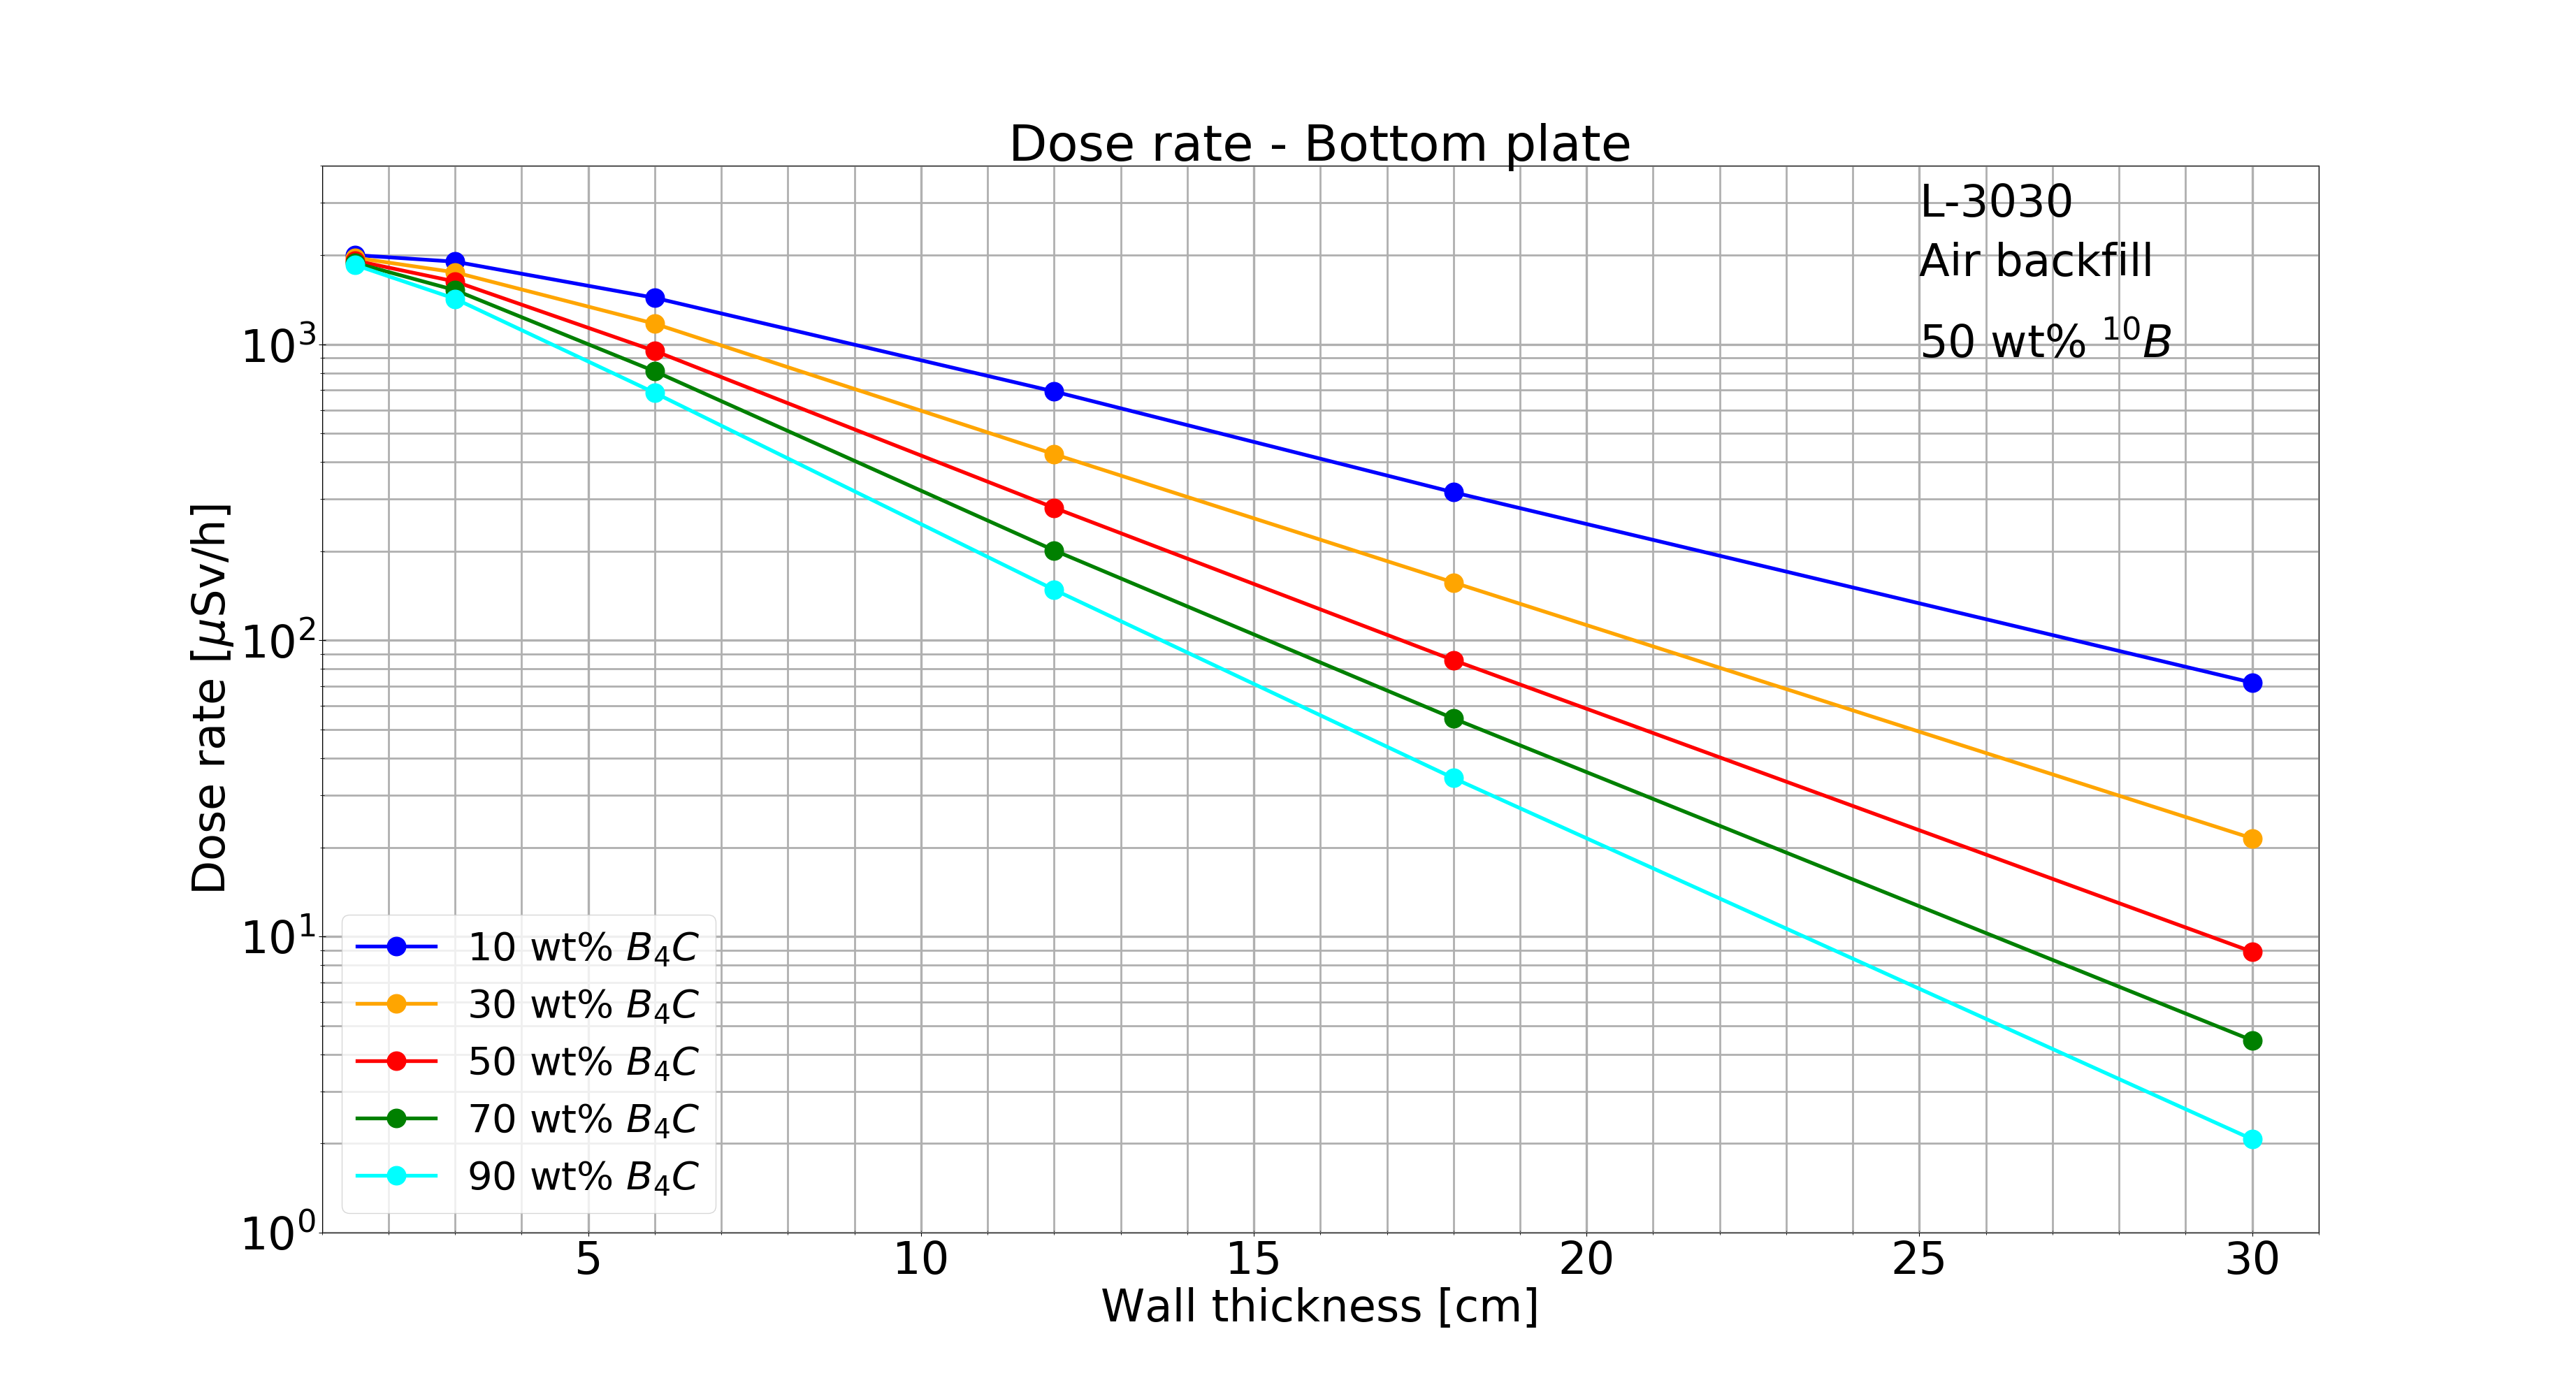 Dose rate - Bottom plate
L-3030
Air backfill
50 wt% ¹⁰B
Dose rate [μSv/h]
10³
10²
10¹
10⁰
10 wt% B₄C
30 wt% B₄C
50 wt% B₄C
70 wt% B₄C
90 wt% B₄C
5 10 15 20 25 30
Wall thickness [cm]